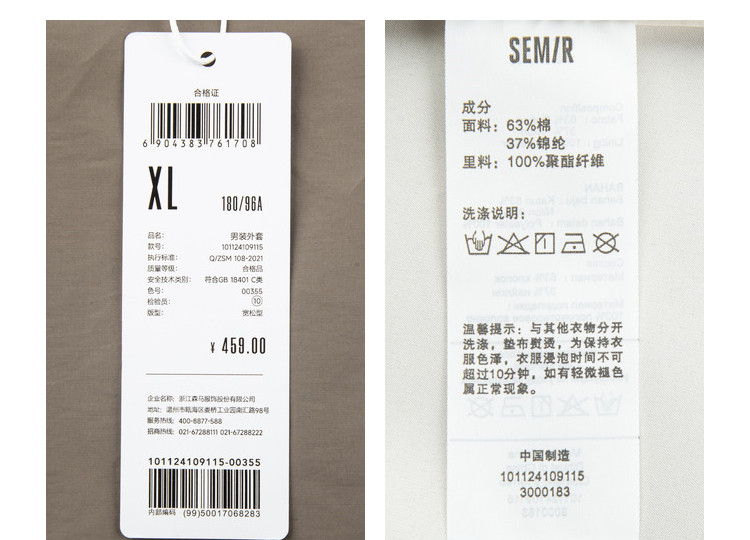 合格证
6 904383 761708
XL
180/96A
品名: 男装外套
款号: 101124109115
执行标准: Q/ZSM 108-2021
质量等级: 合格品
安全技术类别: 符合GB 18401 C类
色号: 00355
检验员: ⑩
版型: 宽松型
¥ 459.00
企业名称: 浙江森马服饰股份有限公司
地址: 温州市瓯海区娄桥工业园南汇路98号
服务热线: 400-8877-588
招商热线: 021-67288111 021-67288222
101124109115-00355
内部编码 (99)50017068283
SEM/R
成分
面料: 63%棉
37%锦纶
里料: 100%聚酯纤维
洗涤说明:
温馨提示: 与其他衣物分开
洗涤, 垫布熨烫, 为保持衣
服色泽, 衣服浸泡时间不可
超过10分钟, 如有轻微褪色
属正常现象。
中国制造
101124109115
3000183